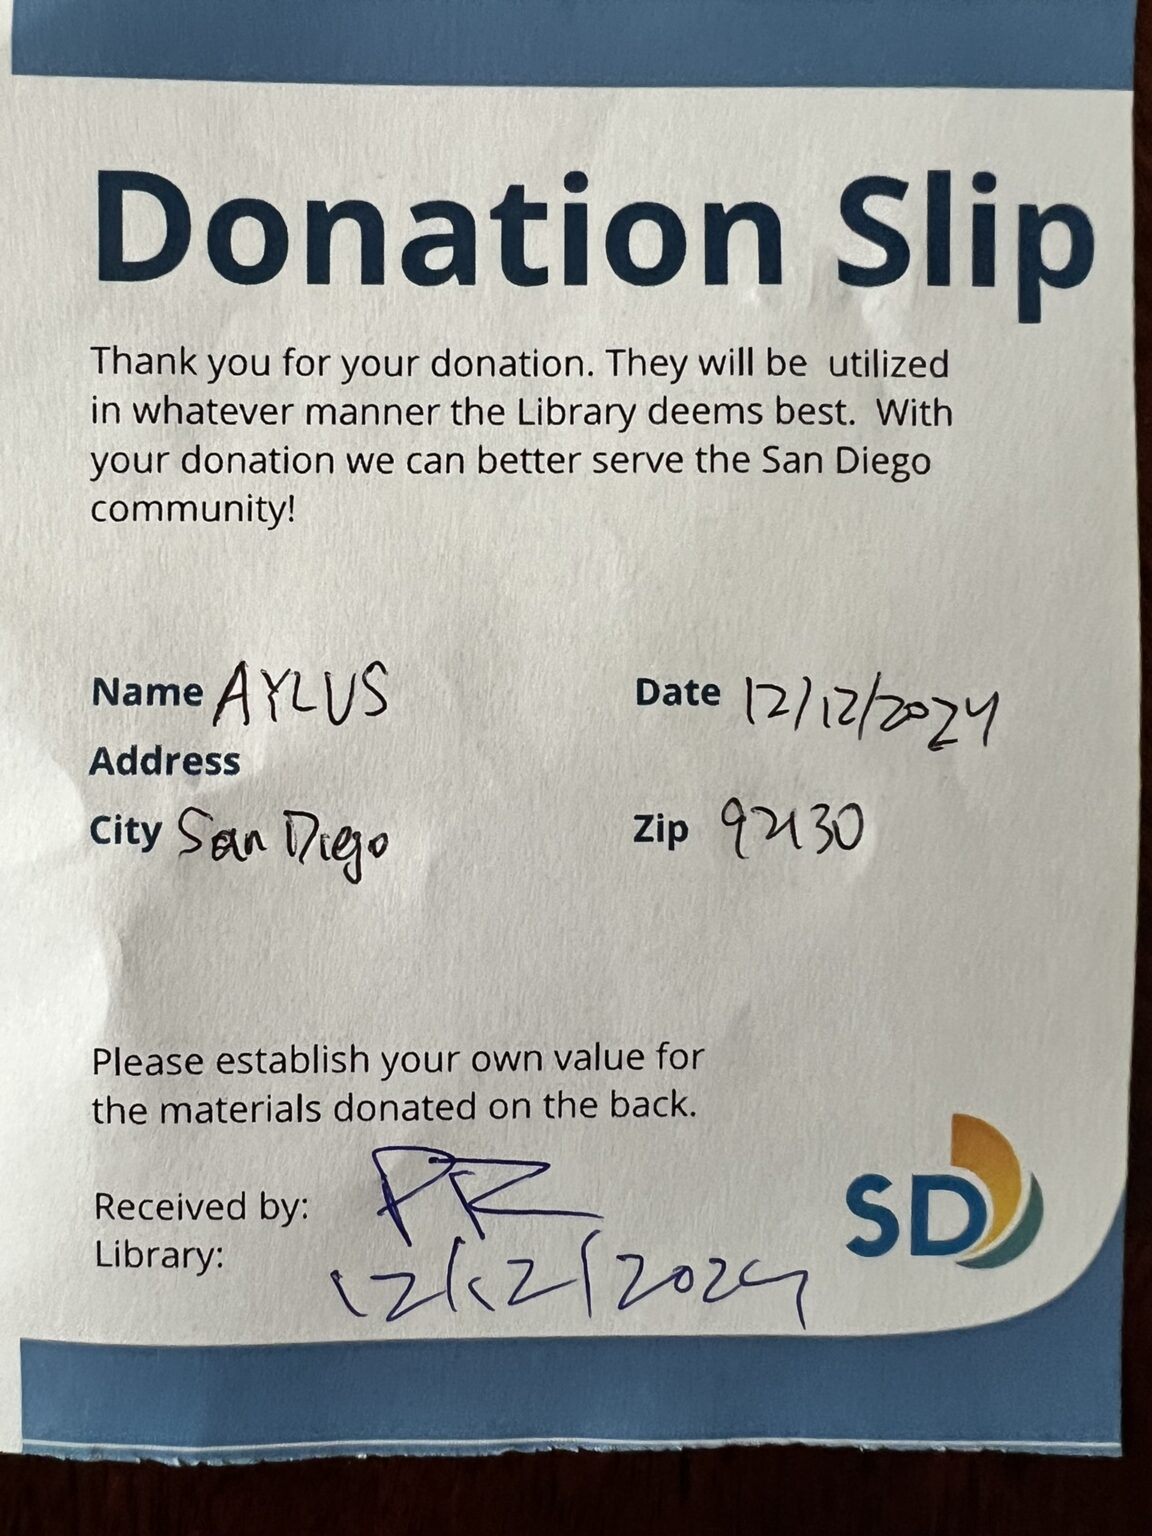 Donation Slip
Thank you for your donation. They will be utilized
in whatever manner the Library deems best. With
your donation we can better serve the San Diego
community!
Name AYLUS Date 12/12/2024
Address
City San Diego Zip 92130
Please establish your own value for
the materials donated on the back.
Received by: PR
Library: 12/12/2024
SD